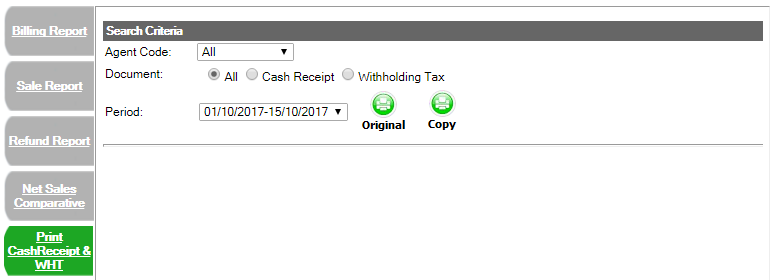 Billing Report
Sale Report
Refund Report
Net Sales
Comparative
Print
CashReceipt &
WHT
Search Criteria
Agent Code: All
Document: All Cash Receipt Withholding Tax
Period: 01/10/2017-15/10/2017
Original Copy